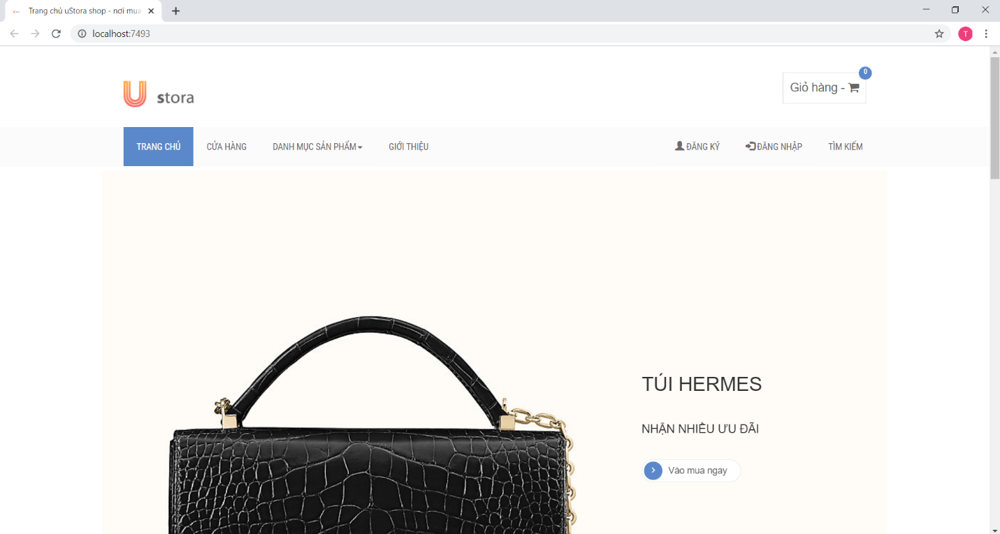 Trang chủ uStora shop - nơi mua
localhost:7493
T
0
Giỏ hàng -
U stora
TRANG CHỦ CỬA HÀNG DANH MỤC SẢN PHẨM GIỚI THIỆU ĐĂNG KÝ ĐĂNG NHẬP TÌM KIẾM
TÚI HERMES
NHẬN NHIỀU ƯU ĐÃI
Vào mua ngay